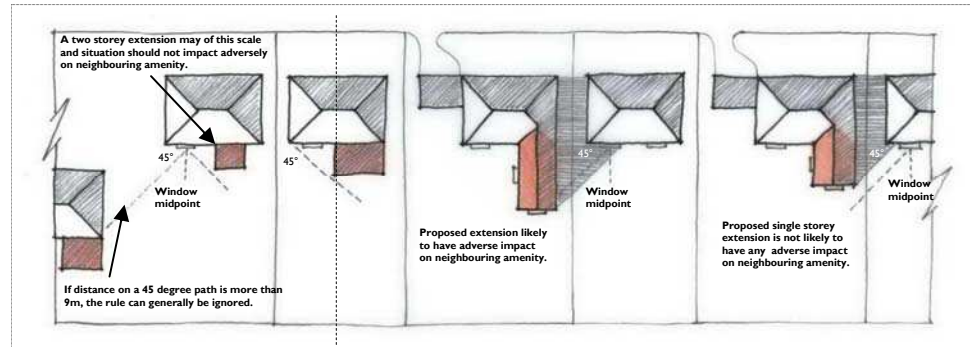 A two storey extension may of this scale
and situation should not impact adversely
on neighbouring amenity.
45°
Window
midpoint
45°
If distance on a 45 degree path is more than
9m, the rule can generally be ignored.
45°
Window
midpoint
Proposed extension likely
to have adverse impact
on neighbouring amenity.
45°
Window
midpoint
Proposed single storey
extension is not likely to
have any adverse impact
on neighbouring amenity.